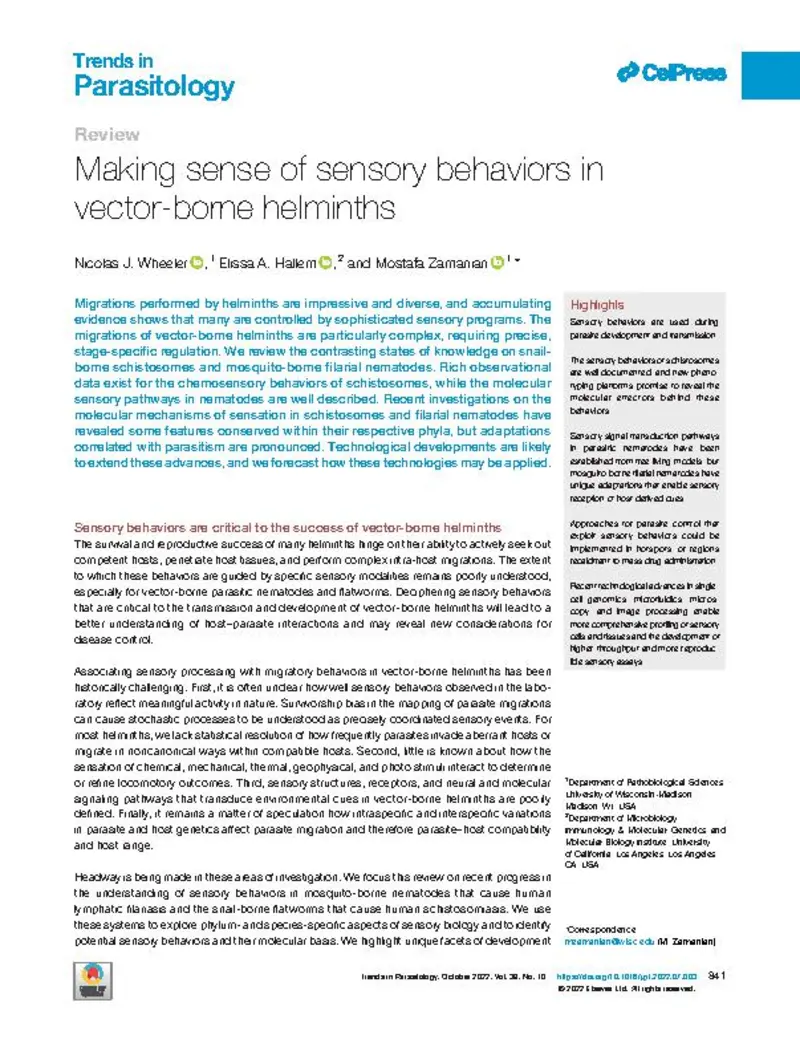 Trends in
Parasitology
CelPress
Review
Making sense of sensory behaviors in
vector-borne helminths
Nicolas J. Wheeler, 1 Elissa A. Hallem, 2 and Mostafa Zamanian 1,*
Migrations performed by helminths are impressive and diverse, and accumulating
evidence shows that many are controlled by sophisticated sensory programs. The
migrations of vector-borne helminths are particularly complex, requiring precise,
stage-specific regulation. We review the contrasting states of knowledge on snail-
borne schistosomes and mosquito-borne filarial nematodes. Rich observational
data exist for the chemosensory behaviors of schistosomes, while the molecular
sensory pathways in nematodes are well described. Recent investigations on the
molecular mechanisms of sensation in schistosomes and filarial nematodes have
revealed some features conserved within their respective phyla, but adaptations
correlated with parasitism are pronounced. Technological developments are likely
to extend these advances, and we forecast how these technologies may be applied.
Sensory behaviors are critical to the success of vector-borne helminths
The survival and reproductive success of many helminths hinge on their ability to actively seek out
competent hosts, penetrate host tissues, and perform complex intra-host migrations. The extent
to which these behaviors are guided by specific sensory modalities remains poorly understood,
especially for vector-borne parasitic nematodes and flatworms. Deciphering sensory behaviors
that are critical to the transmission and development of vector-borne helminths will lead to a
better understanding of host–parasite interactions and may reveal new considerations for
disease control.
Associating sensory processing with migratory behaviors in vector-borne helminths has been
historically challenging. First, it is often unclear how well sensory behaviors observed in the labo-
ratory reflect meaningful activity in nature. Survivorship bias in the mapping of parasite migrations
can cause stochastic processes to be understood as precisely coordinated sensory events. For
most helminths, we lack statistical resolution of how frequently parasites invade aberrant hosts or
migrate in noncanonical ways within compatible hosts. Second, little is known about how the
sensation of chemical, mechanical, thermal, geophysical, and photo stimuli interact to determine
or refine locomotory outcomes. Third, sensory structures, receptors, and neural and molecular
signaling pathways that transduce environmental cues in vector-borne helminths are poorly
defined. Finally, it remains a matter of speculation how intraspecific and interspecific variations
in parasite and host genetics affect parasite migration and therefore parasite–host compatibility
and host range.
Headway is being made in these areas of investigation. We focus this review on recent progress in
the understanding of sensory behaviors in mosquito-borne nematodes that cause human
lymphatic filariasis and the snail-borne flatworms that cause human schistosomiasis. We use
these systems to explore phylum- and species-specific aspects of sensory biology and to identify
potential sensory behaviors and their molecular basis. We highlight unique facets of development
Highlights
Sensory behaviors are used during
parasite development and transmission
The sensory behaviors of schistosomes
are well documented, and new pheno-
typing platforms promise to reveal the
molecular effectors behind these
behaviors
Sensory signal transduction pathways
in parasitic nematodes have been
established from free living models, but
mosquito borne filarial nematodes have
unique adaptations that enable sensory
reception of host derived cues
Approaches for parasite control that
exploit sensory behaviors could be
implemented in hotspots, or regions
recalcitrant to mass drug administration
Recent technological advances in single
cell genomics, microfluidics, micros
copy, and image processing enable
more comprehensive profiling of sensory
cells and tissues and the development of
higher throughput and more reproduc
ible sensory assays
1Department of Pathobiological Sciences
University of Wisconsin-Madison
Madison WI USA
2Department of Microbiology
Immunology & Molecular Genetics and
Molecular Biology Institute University
of California Los Angeles Los Angeles
CA USA
*Correspondence
mzamanian@wisc.edu (M. Zamanian)
Trends in Parasitology, October 2022, Vol. 38, No. 10 https://doi.org/10.1016/j.pt.2022.07.003 841
© 2022 Elsevier Ltd. All rights reserved.